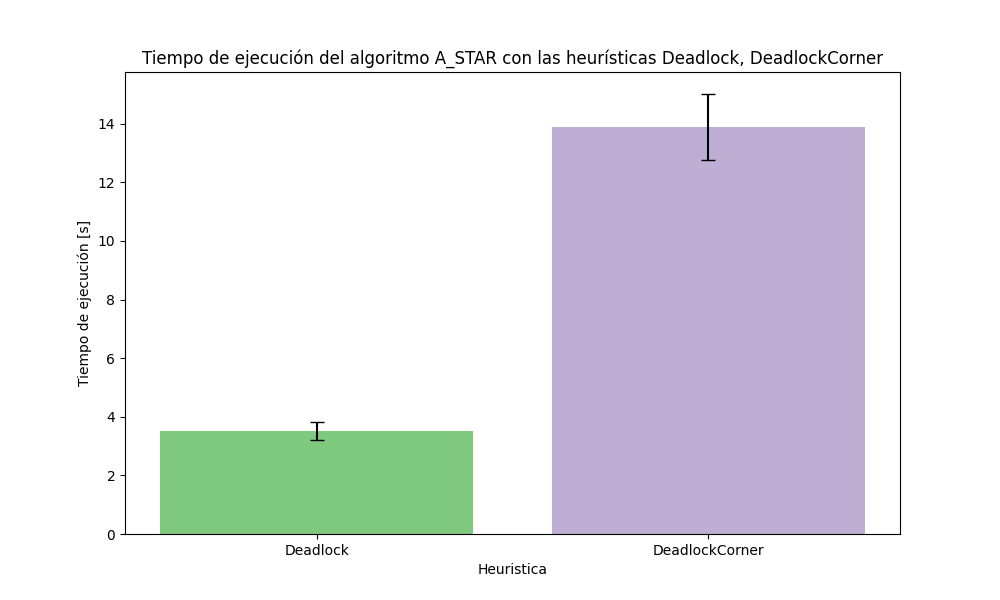 Tiempo de ejecución del algoritmo A_STAR con las heurísticas Deadlock, DeadlockCorner
Tiempo de ejecución [s]
14
12
10
8
6
4
2
0
Deadlock
DeadlockCorner
Heuristica